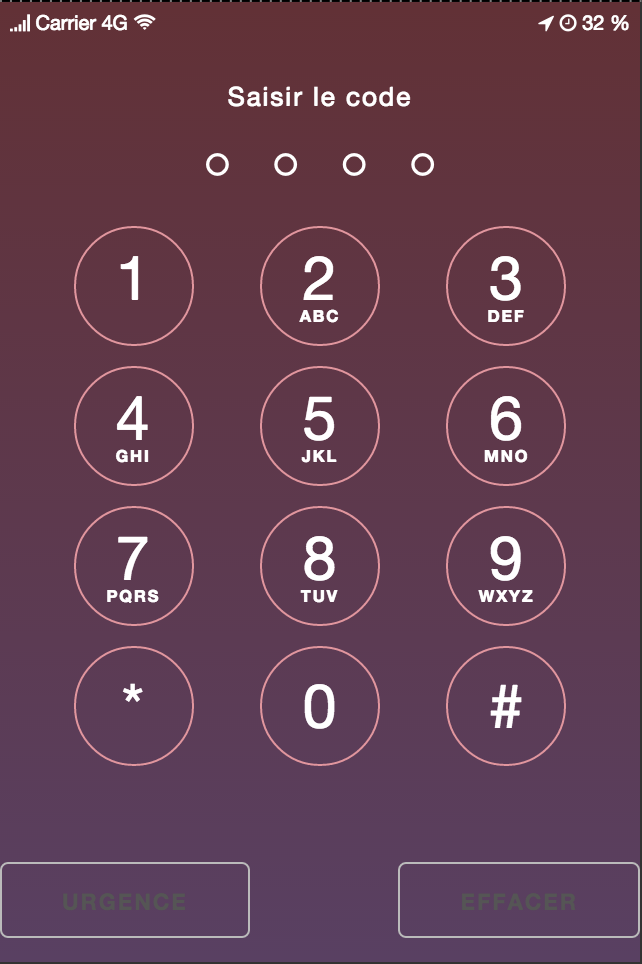 Carrier 4G 32 %
Saisir le code
1 2 3
ABC DEF
4 5 6
GHI JKL MNO
7 8 9
PQRS TUV WXYZ
* 0 #
URGENCE EFFACER